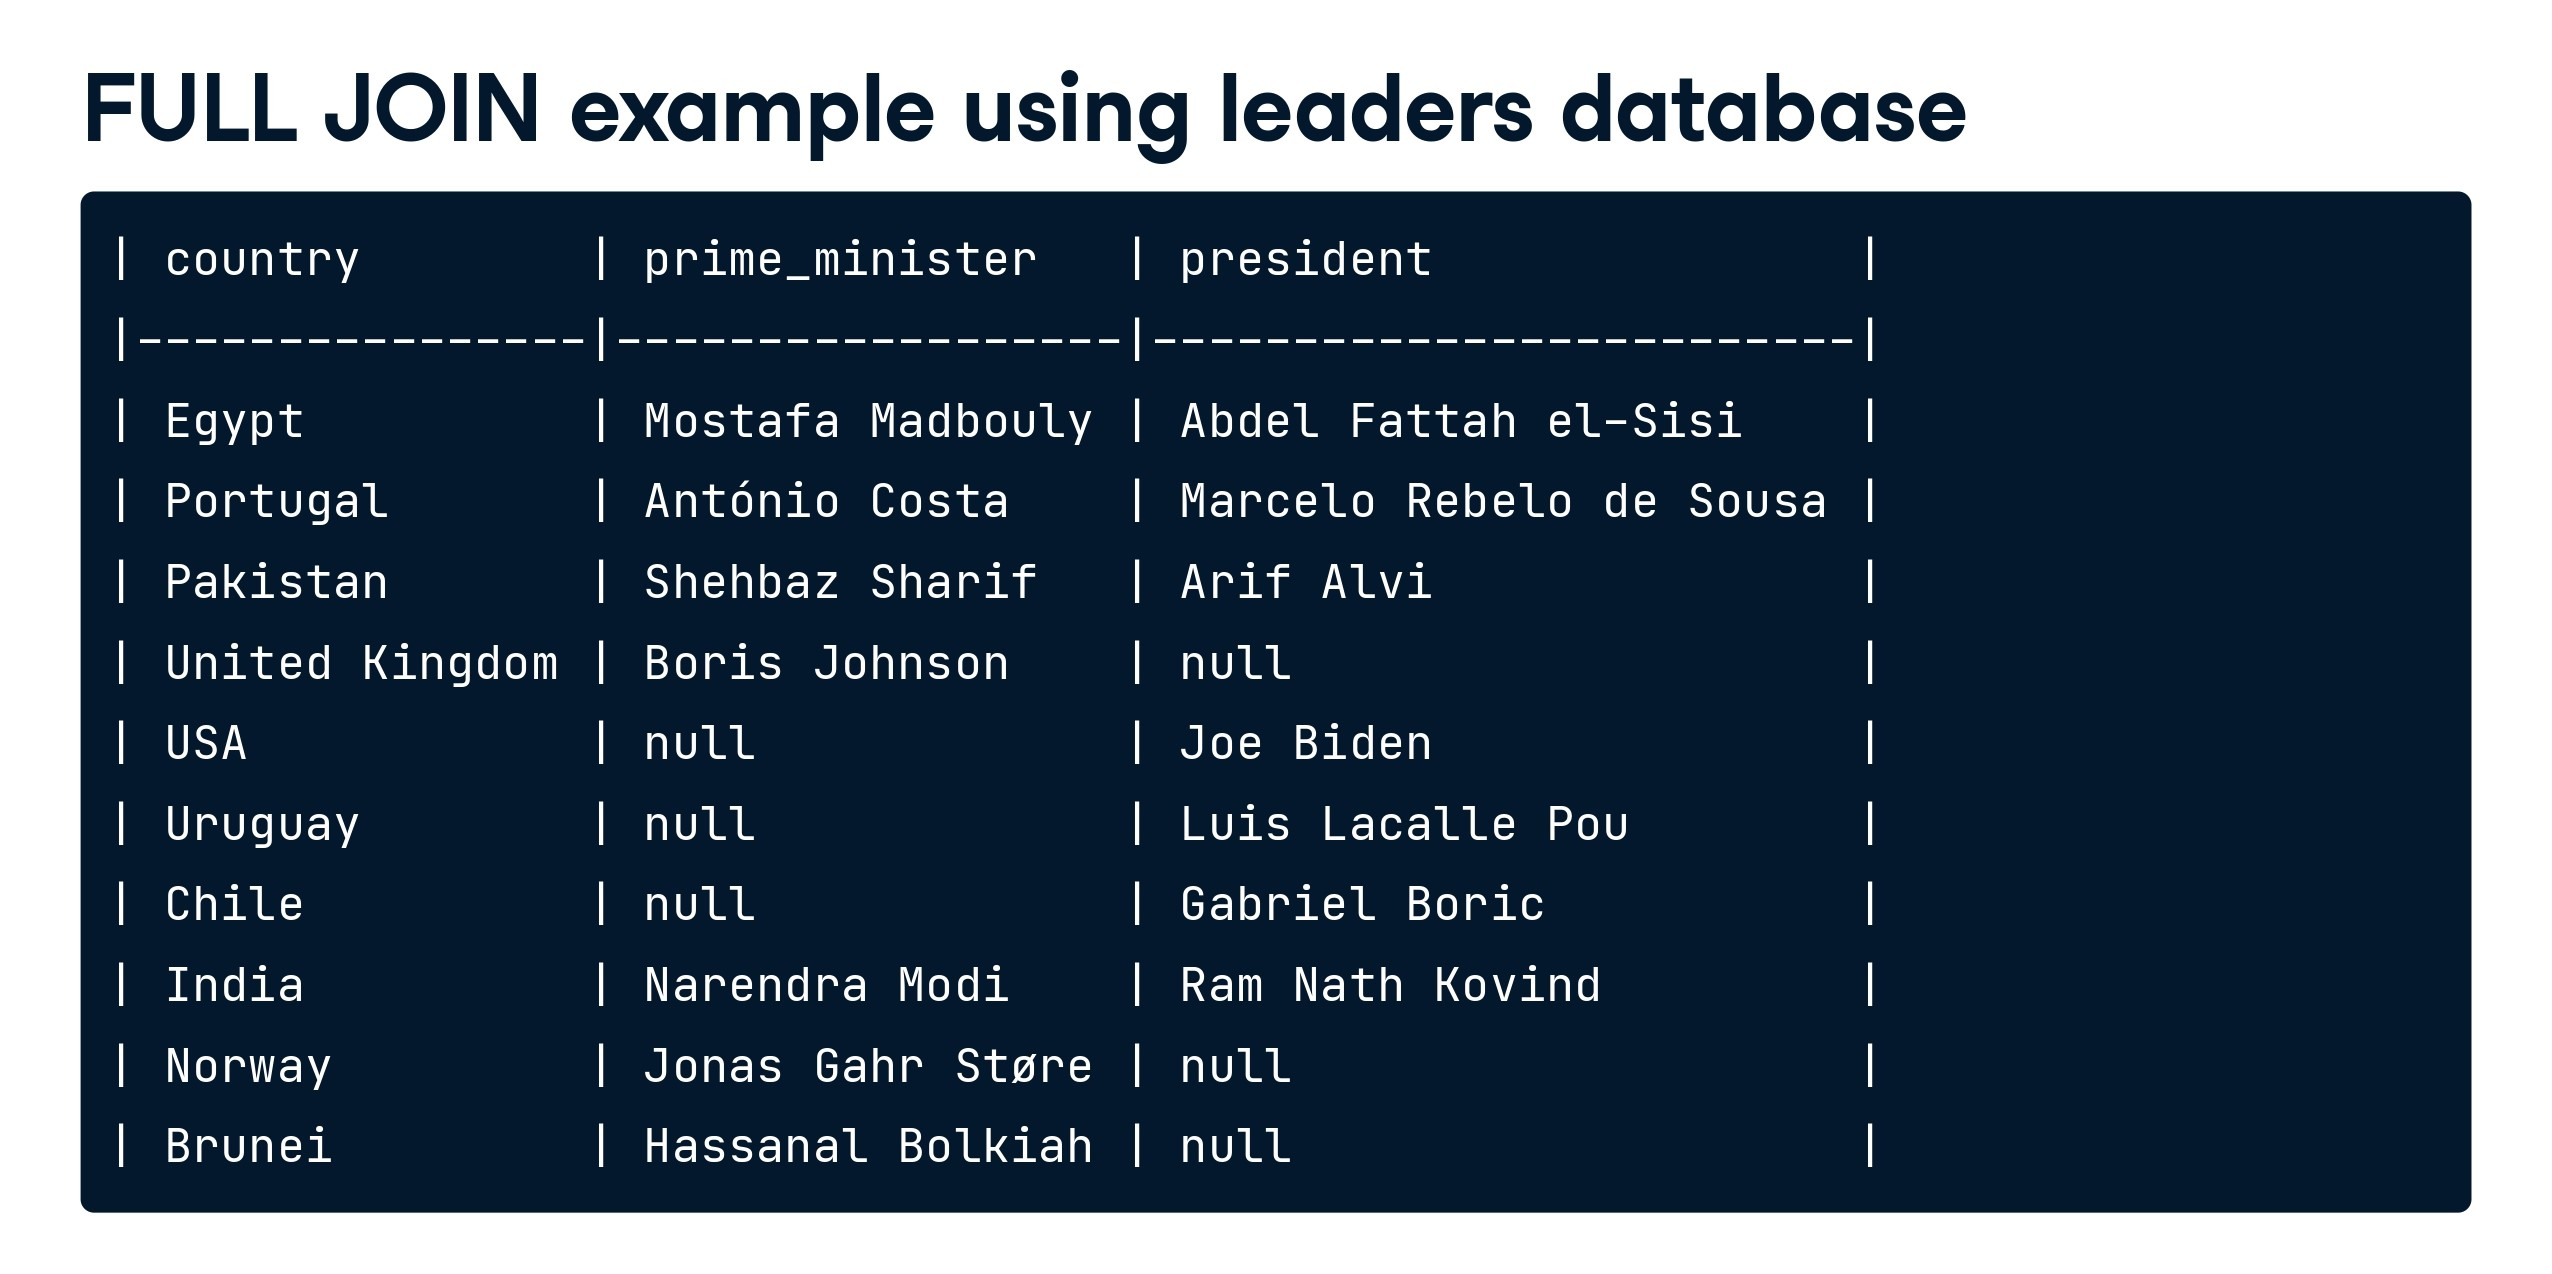 FULL JOIN example using leaders database
| country        | prime_minister   | president               |
|----------------|------------------|-------------------------|
| Egypt          | Mostafa Madbouly | Abdel Fattah el-Sisi    |
| Portugal       | António Costa    | Marcelo Rebelo de Sousa |
| Pakistan       | Shehbaz Sharif   | Arif Alvi               |
| United Kingdom | Boris Johnson    | null                    |
| USA            | null             | Joe Biden               |
| Uruguay        | null             | Luis Lacalle Pou        |
| Chile          | null             | Gabriel Boric           |
| India          | Narendra Modi    | Ram Nath Kovind         |
| Norway         | Jonas Gahr Støre | null                    |
| Brunei         | Hassanal Bolkiah | null                    |